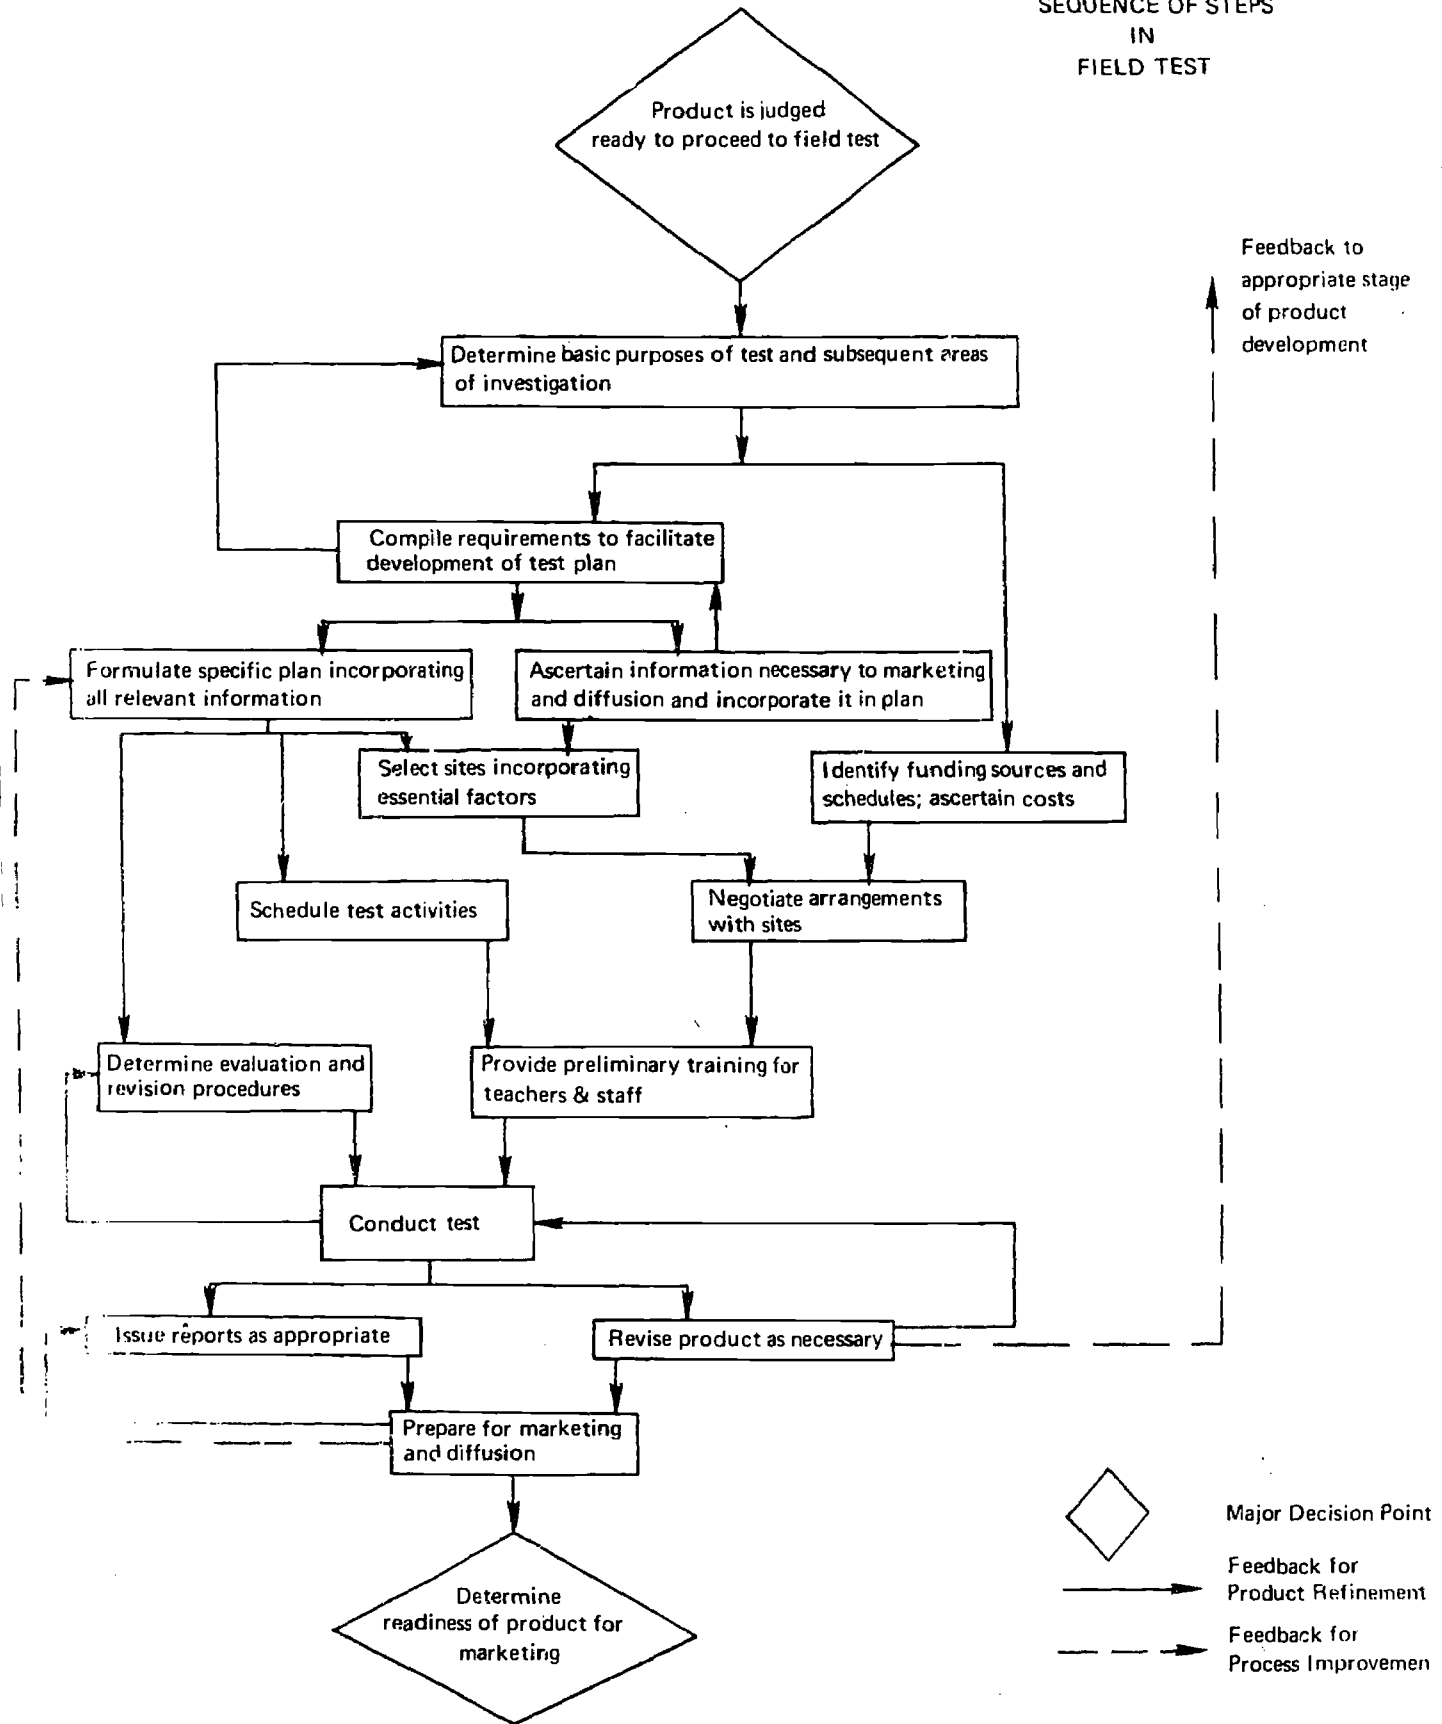 SEQUENCE OF STEPS
IN
FIELD TEST
Product is judged
ready to proceed to field test
Feedback to
appropriate stage
of product
development
Determine basic purposes of test and subsequent areas
of investigation
Compile requirements to facilitate
development of test plan
Formulate specific plan incorporating
all relevant information
Ascertain information necessary to marketing
and diffusion and incorporate it in plan
Select sites incorporating
essential factors
Identify funding sources and
schedules; ascertain costs
Schedule test activities
Negotiate arrangements
with sites
Determine evaluation and
revision procedures
Provide preliminary training for
teachers & staff
Conduct test
Issue reports as appropriate
Revise product as necessary
Prepare for marketing
and diffusion
Determine
readiness of product for
marketing
Major Decision Point
Feedback for
Product Refinement
Feedback for
Process Improvemen